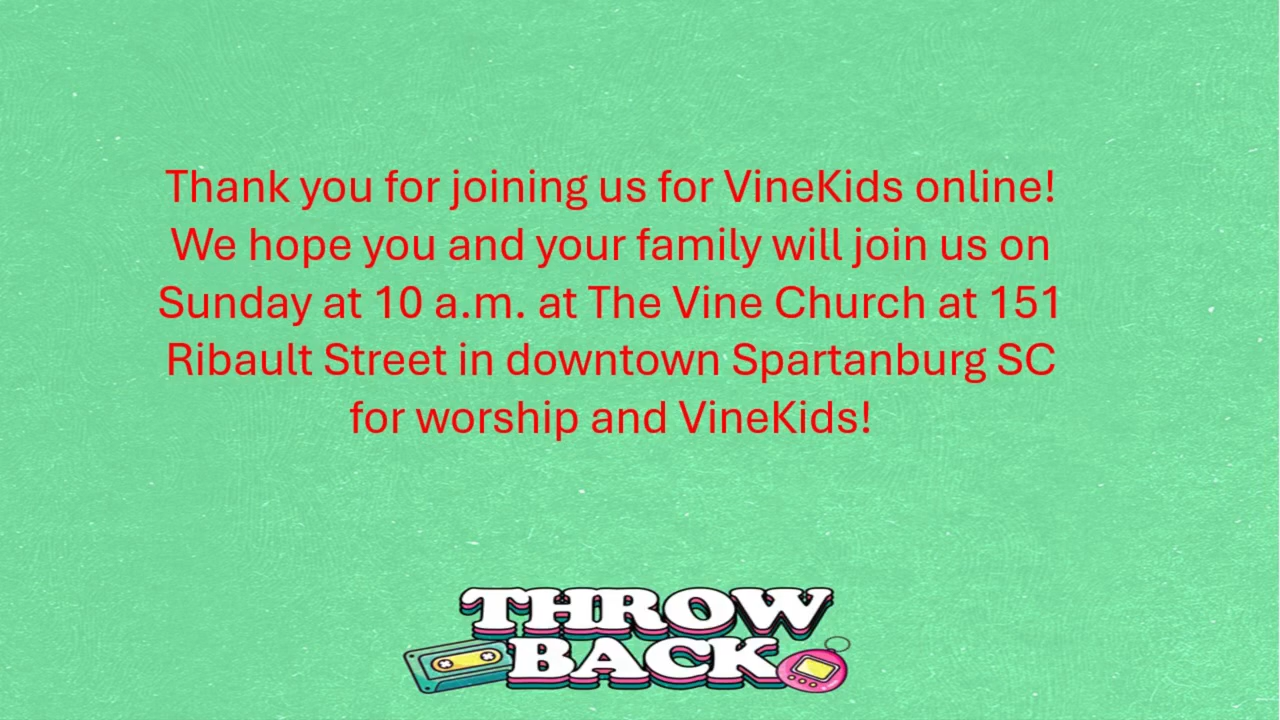 Thank you for joining us for VineKids online!
We hope you and your family will join us on
Sunday at 10 a.m. at The Vine Church at 151
Ribault Street in downtown Spartanburg SC
for worship and VineKids!
THROW
BACK